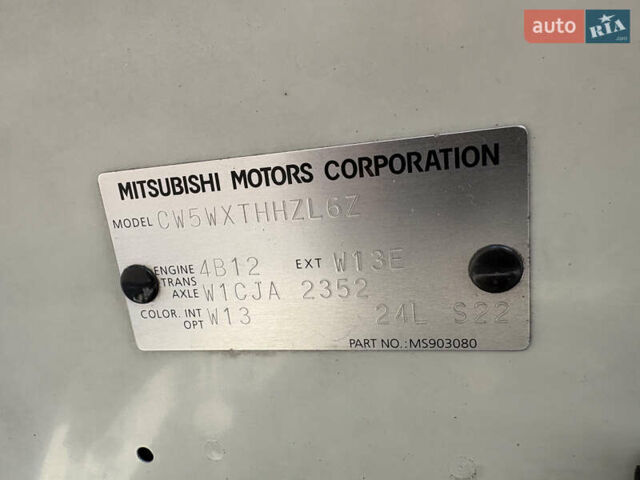 auto RIA.com
MITSUBISHI MOTORS CORPORATION
MODEL CW5WXTHHZL6Z
ENGINE 4B12 EXT W13E
TRANS AXLE W1CJA 2352
COLOR. INT OPT W13 24L S22
PART NO.:MS903080